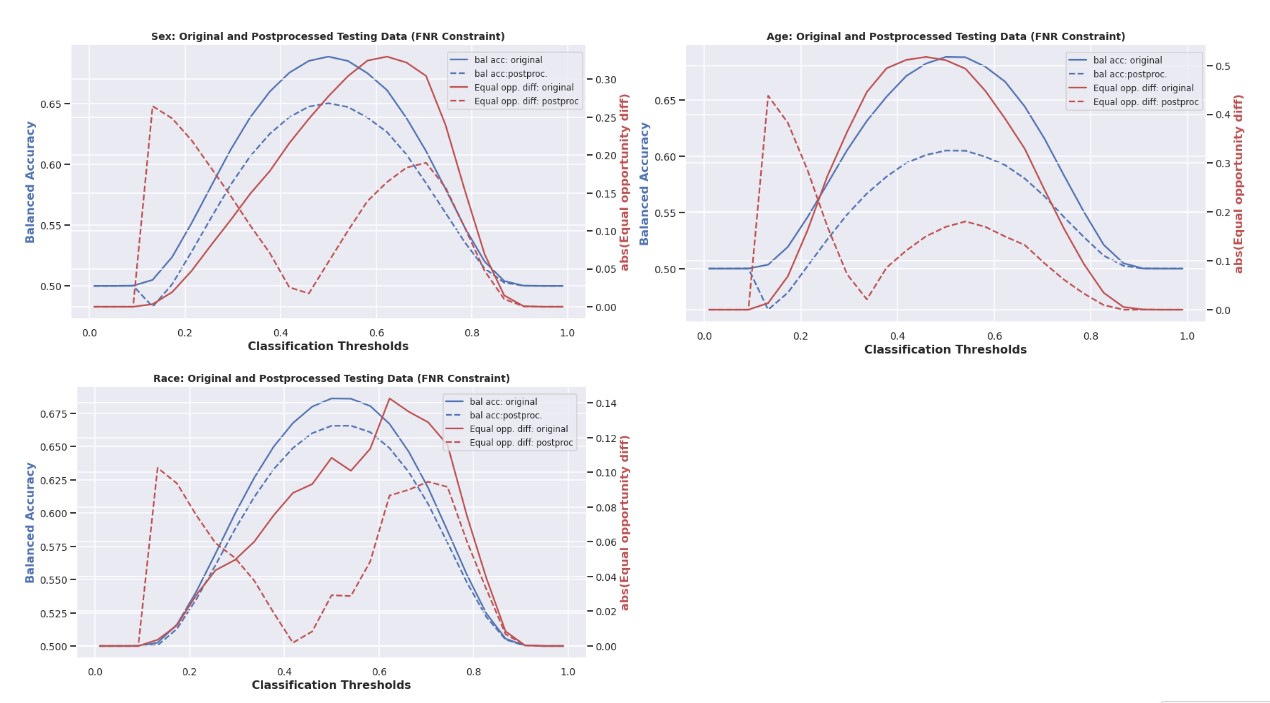 Sex: Original and Postprocessed Testing Data (FNR Constraint)
bal acc: original
bal acc:postproc.
Equal opp. diff: original
Equal opp. diff: postproc
Balanced Accuracy
0.65
0.60
0.55
0.50
0.30
0.25
0.20
0.15
0.10
0.05
0.00
abs(Equal opportunity diff)
0.0 0.2 0.4 0.6 0.8 1.0
Classification Thresholds
Age: Original and Postprocessed Testing Data (FNR Constraint)
bal acc: original
bal acc:postproc.
Equal opp. diff: original
Equal opp. diff: postproc
Balanced Accuracy
0.65
0.60
0.55
0.50
0.5
0.4
0.3
0.2
0.1
0.0
abs(Equal opportunity diff)
0.0 0.2 0.4 0.6 0.8 1.0
Classification Thresholds
Race: Original and Postprocessed Testing Data (FNR Constraint)
bal acc: original
bal acc:postproc.
Equal opp. diff: original
Equal opp. diff: postproc
Balanced Accuracy
0.675
0.650
0.625
0.600
0.575
0.550
0.525
0.500
0.14
0.12
0.10
0.08
0.06
0.04
0.02
0.00
abs(Equal opportunity diff)
0.0 0.2 0.4 0.6 0.8 1.0
Classification Thresholds